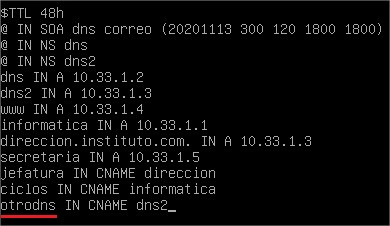 $TTL 48h
@ IN SOA dns correo (20201113 300 120 1800 1800)
@ IN NS dns
@ IN NS dns2
dns IN A 10.33.1.2
dns2 IN A 10.33.1.3
www IN A 10.33.1.4
informatica IN A 10.33.1.1
direccion.instituto.com. IN A 10.33.1.3
secretaria IN A 10.33.1.5
jefatura IN CNAME direccion
ciclos IN CNAME informatica
otrodns IN CNAME dns2_